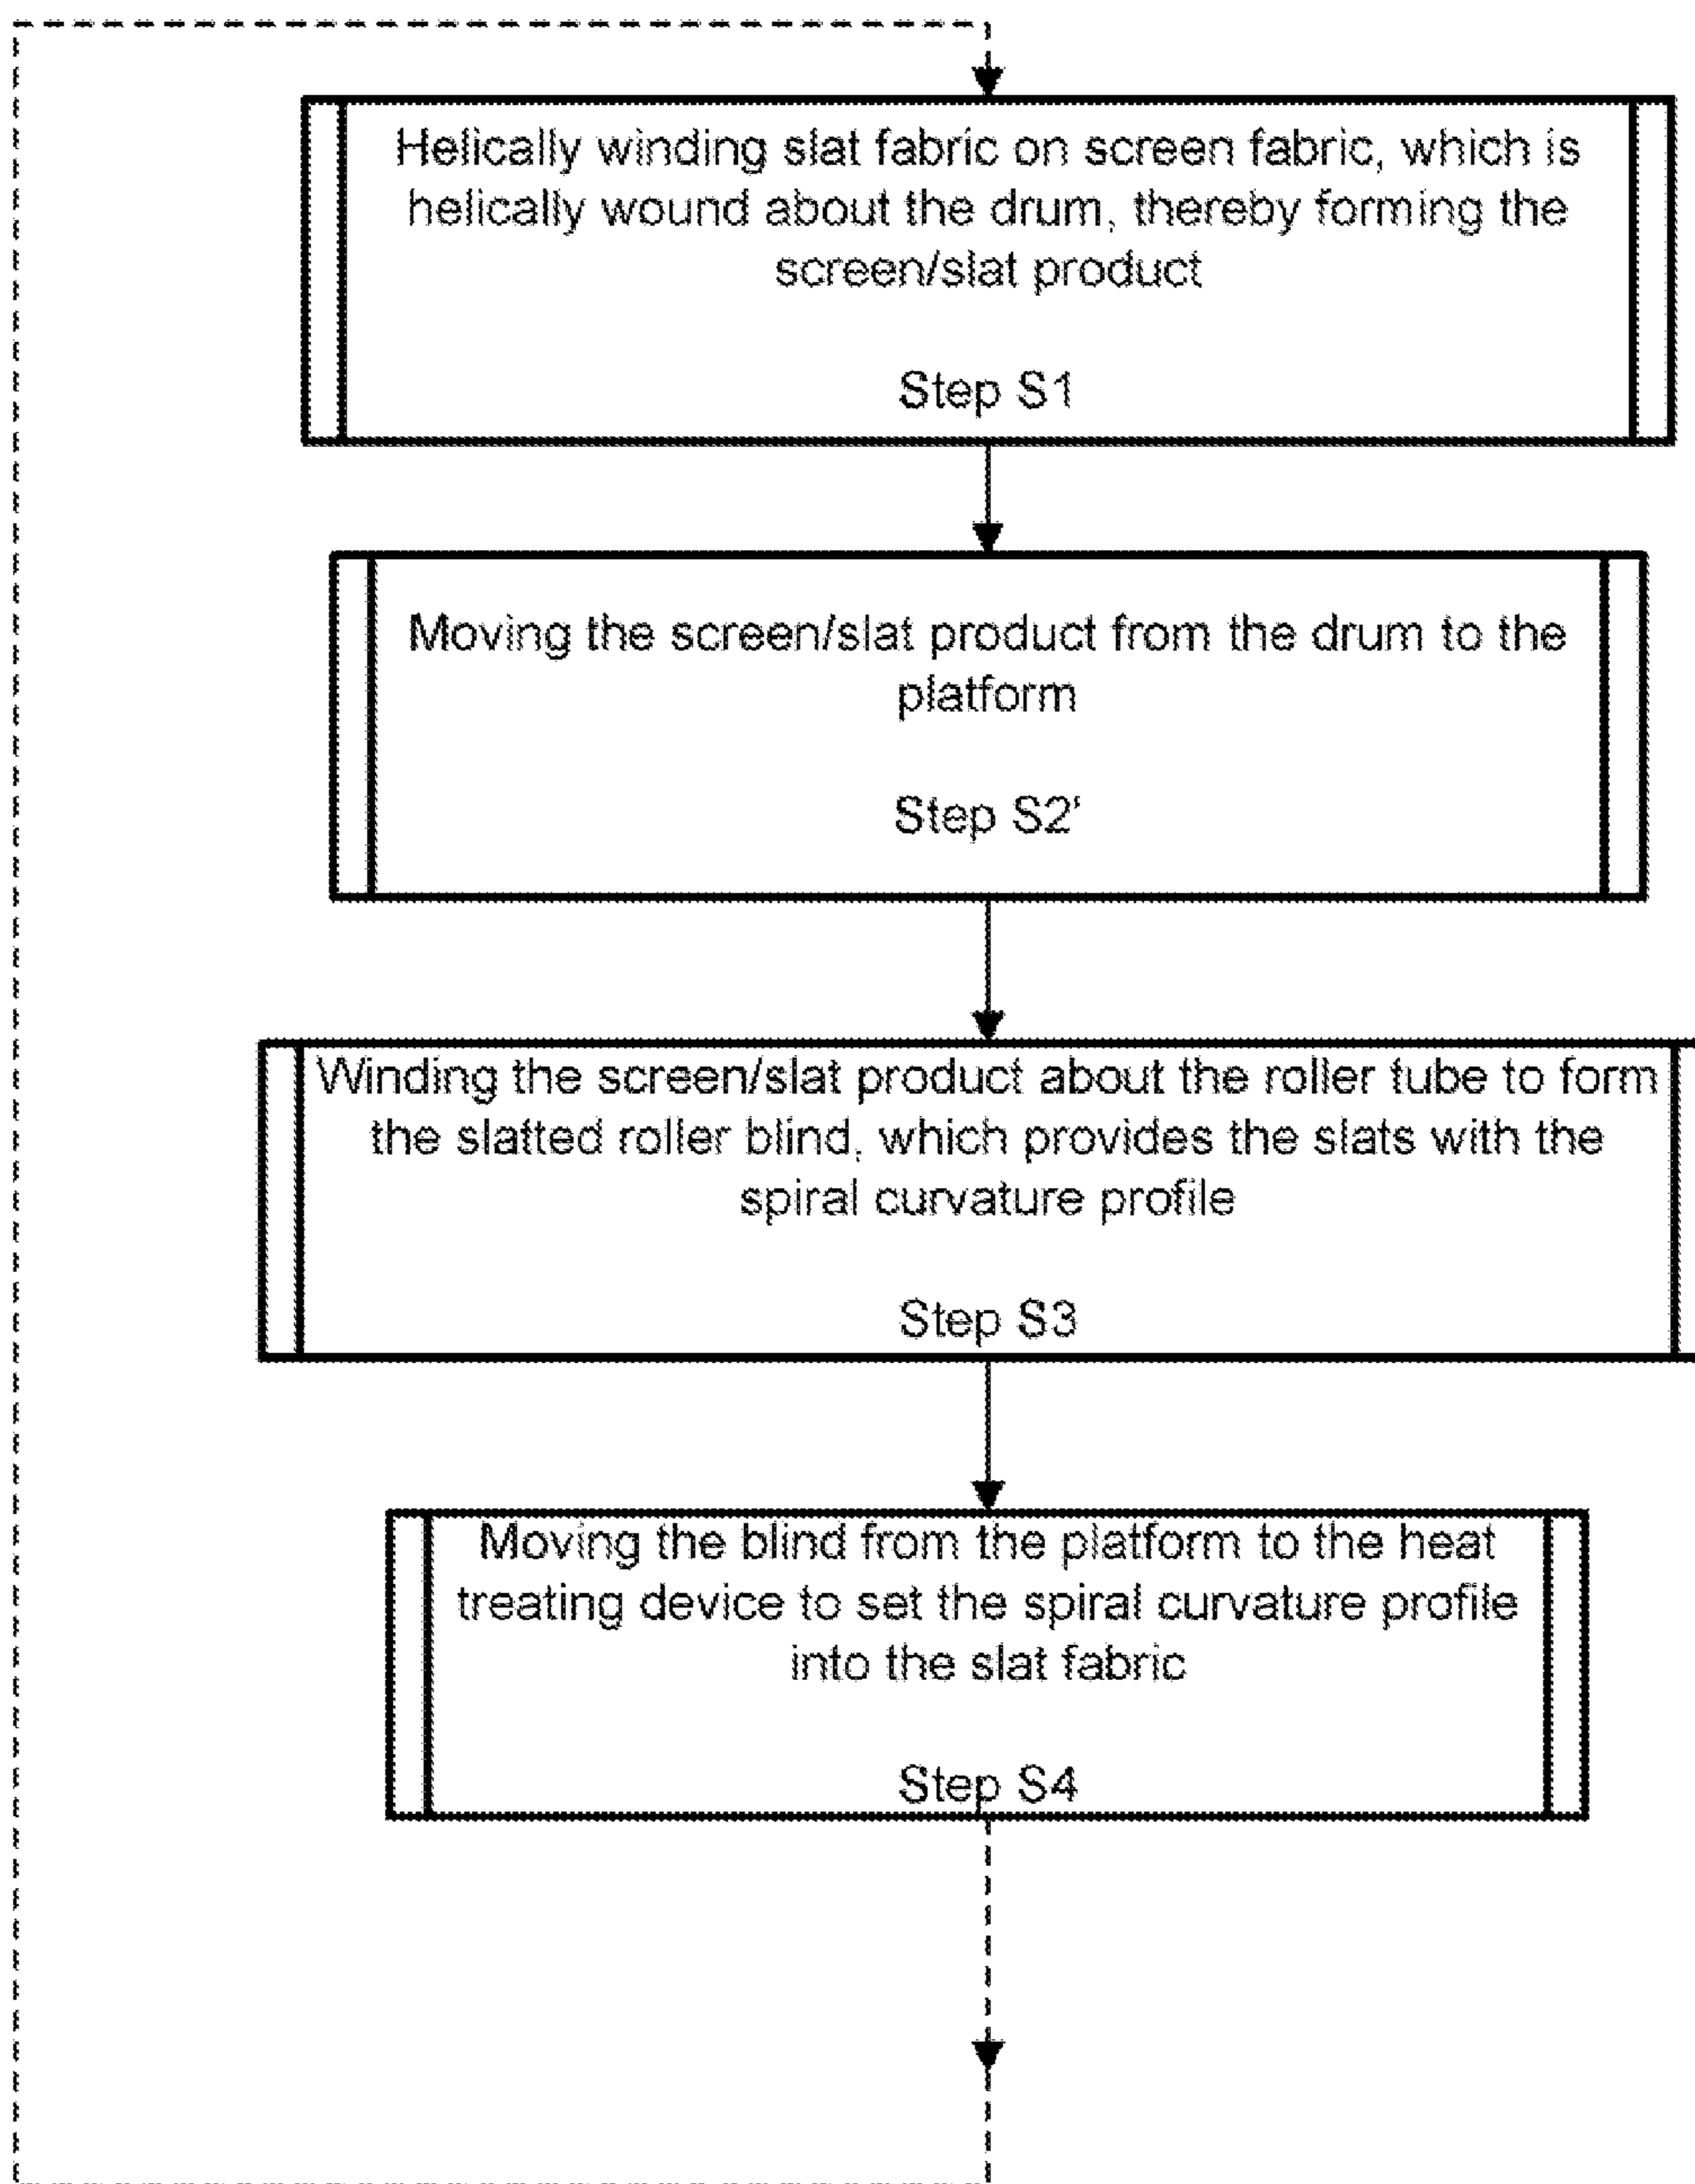 Helically winding slat fabric on screen fabric, which is
helically wound about the drum, thereby forming the
screen/slat product
Step S1
Moving the screen/slat product from the drum to the
platform
Step S2'
Winding the screen/slat product about the roller tube to form
the slatted roller blind, which provides the slats with the
spiral curvature profile
Step S3
Moving the blind from the platform to the heat
treating device to set the spiral curvature profile
into the slat fabric
Step S4